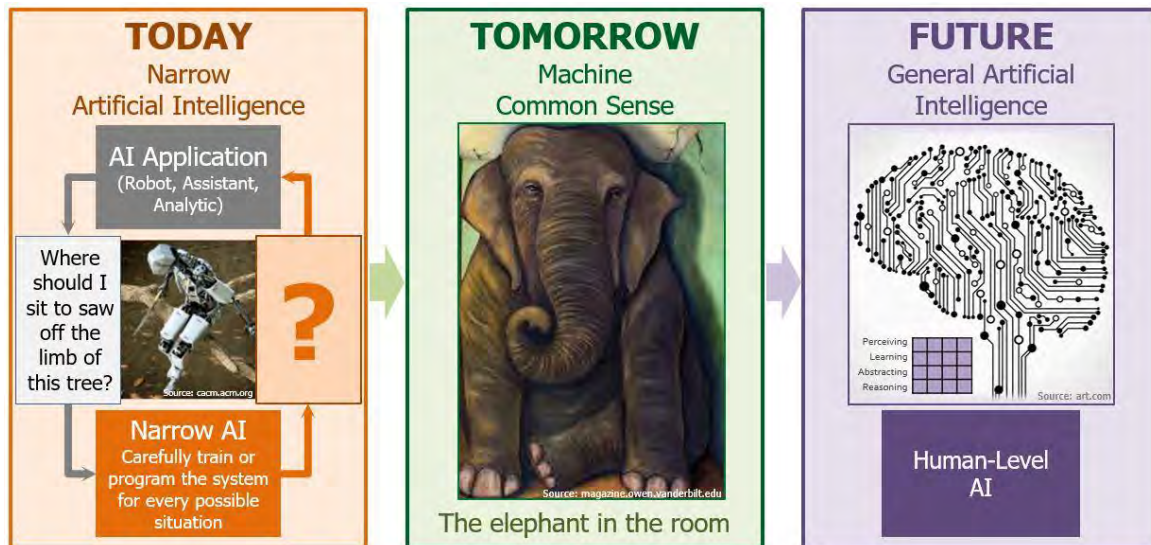 TODAY
Narrow
Artificial Intelligence
AI Application
(Robot, Assistant,
Analytic)
Where
should I
sit to saw
off the
limb of
this tree?
Source: cacm.acm.org
?
Narrow AI
Carefully train or
program the system
for every possible
situation
TOMORROW
Machine
Common Sense
Source: magazine.owen.vanderbilt.edu
The elephant in the room
FUTURE
General Artificial
Intelligence
Perceiving
Learning
Abstracting
Reasoning
Source: art.com
Human-Level
AI